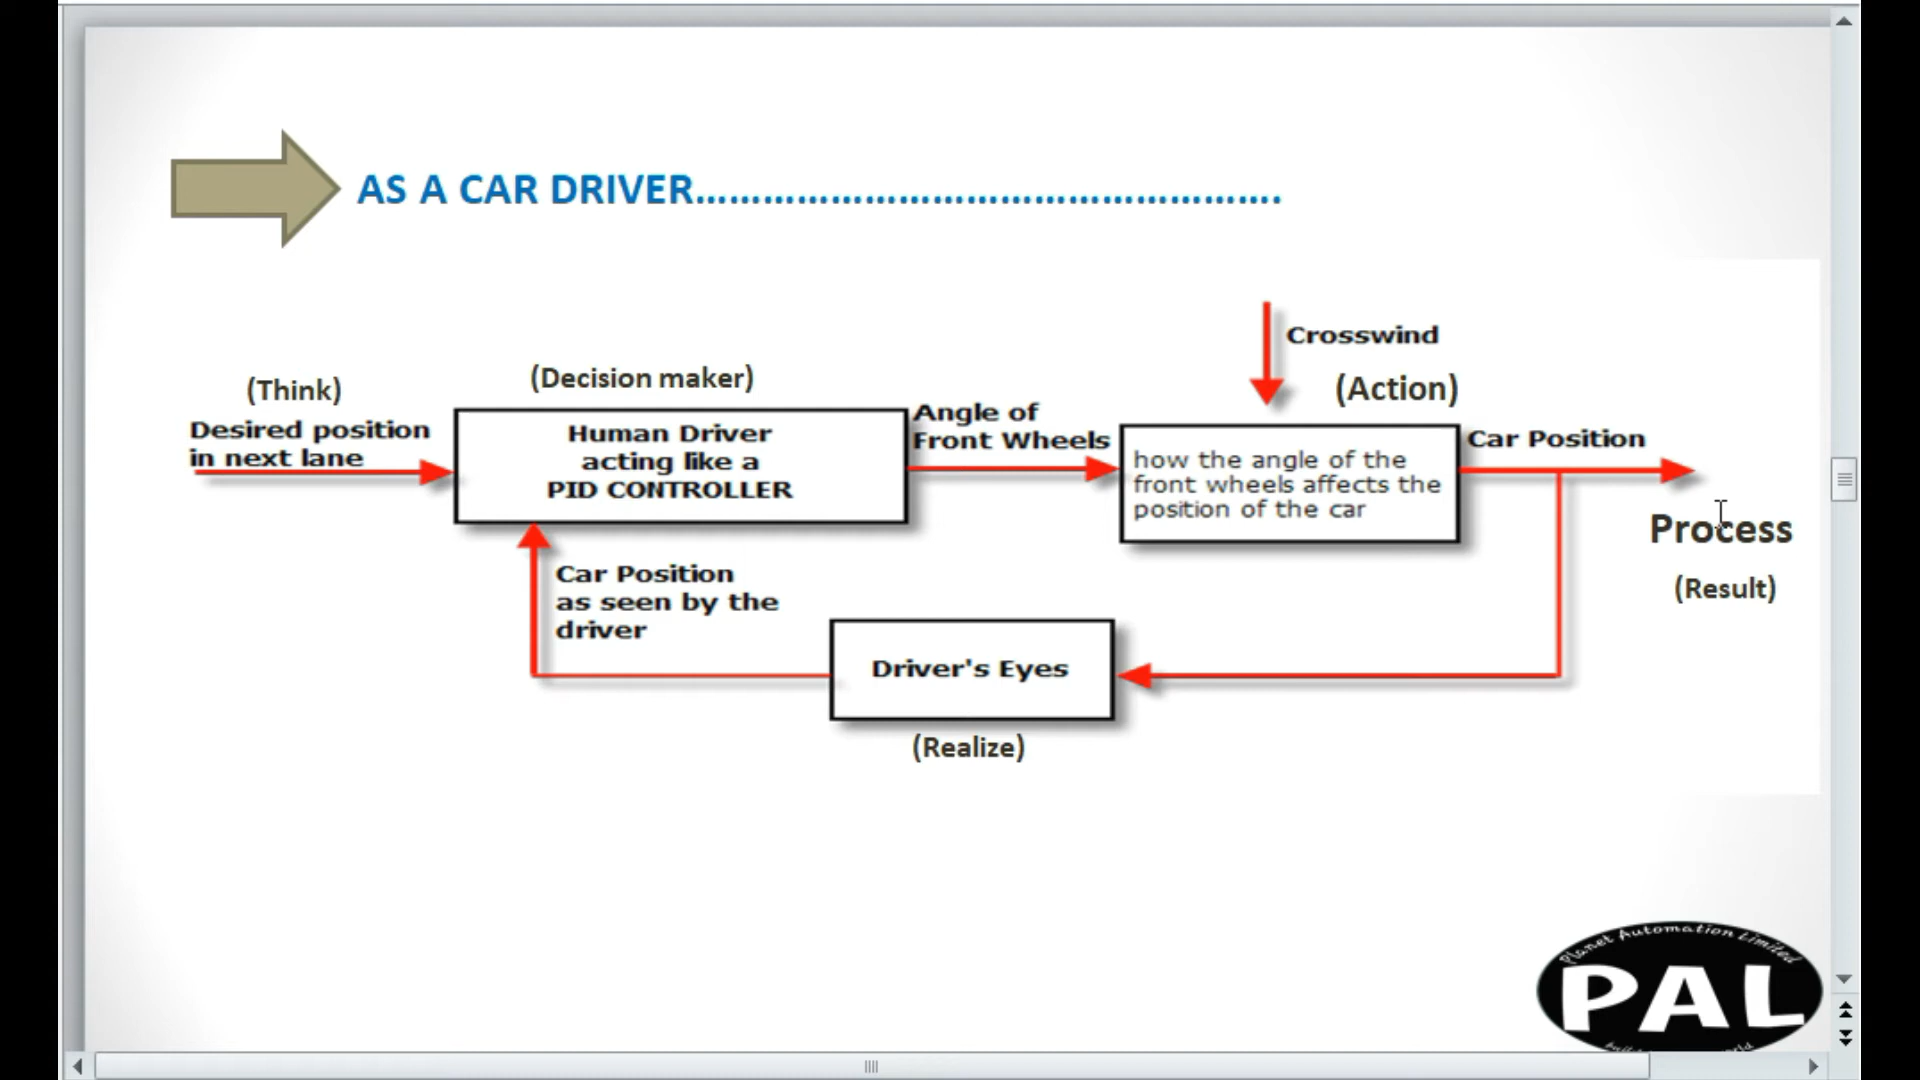 AS A CAR DRIVER……………………………………………….
Crosswind
(Think)
(Decision maker)
(Action)
Desired position
in next lane
Human Driver
acting like a
PID CONTROLLER
Angle of
Front Wheels
how the angle of the
front wheels affects the
position of the car
Car Position
Process
(Result)
Car Position
as seen by the
driver
Driver's Eyes
(Realize)
Planet Automation Limited
PAL